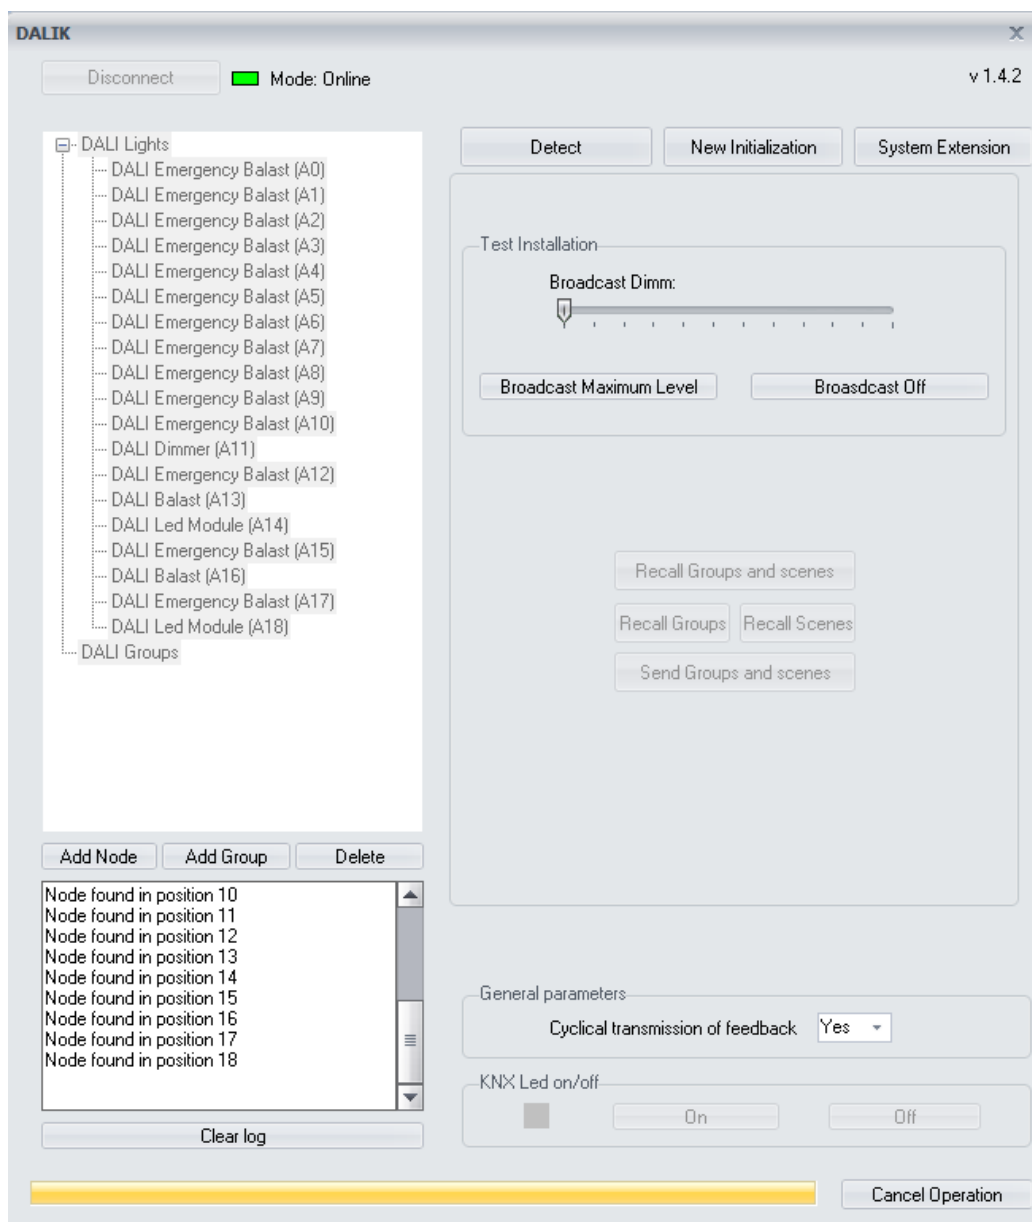 DALIK
Disconnect Mode: Online v 1.4.2
DALI Lights
DALI Emergency Balast (A0)
DALI Emergency Balast (A1)
DALI Emergency Balast (A2)
DALI Emergency Balast (A3)
DALI Emergency Balast (A4)
DALI Emergency Balast (A5)
DALI Emergency Balast (A6)
DALI Emergency Balast (A7)
DALI Emergency Balast (A8)
DALI Emergency Balast (A9)
DALI Emergency Balast (A10)
DALI Dimmer (A11)
DALI Emergency Balast (A12)
DALI Balast (A13)
DALI Led Module (A14)
DALI Emergency Balast (A15)
DALI Balast (A16)
DALI Emergency Balast (A17)
DALI Led Module (A18)
DALI Groups
Add Node Add Group Delete
Node found in position 10
Node found in position 11
Node found in position 12
Node found in position 13
Node found in position 14
Node found in position 15
Node found in position 16
Node found in position 17
Node found in position 18
Clear log
Detect New Initialization System Extension
Test Installation
Broadcast Dimm:
Broadcast Maximum Level Broasdcast Off
Recall Groups and scenes
Recall Groups Recall Scenes
Send Groups and scenes
General parameters
Cyclical transmission of feedback Yes
KNX Led on/off
On Off
Cancel Operation